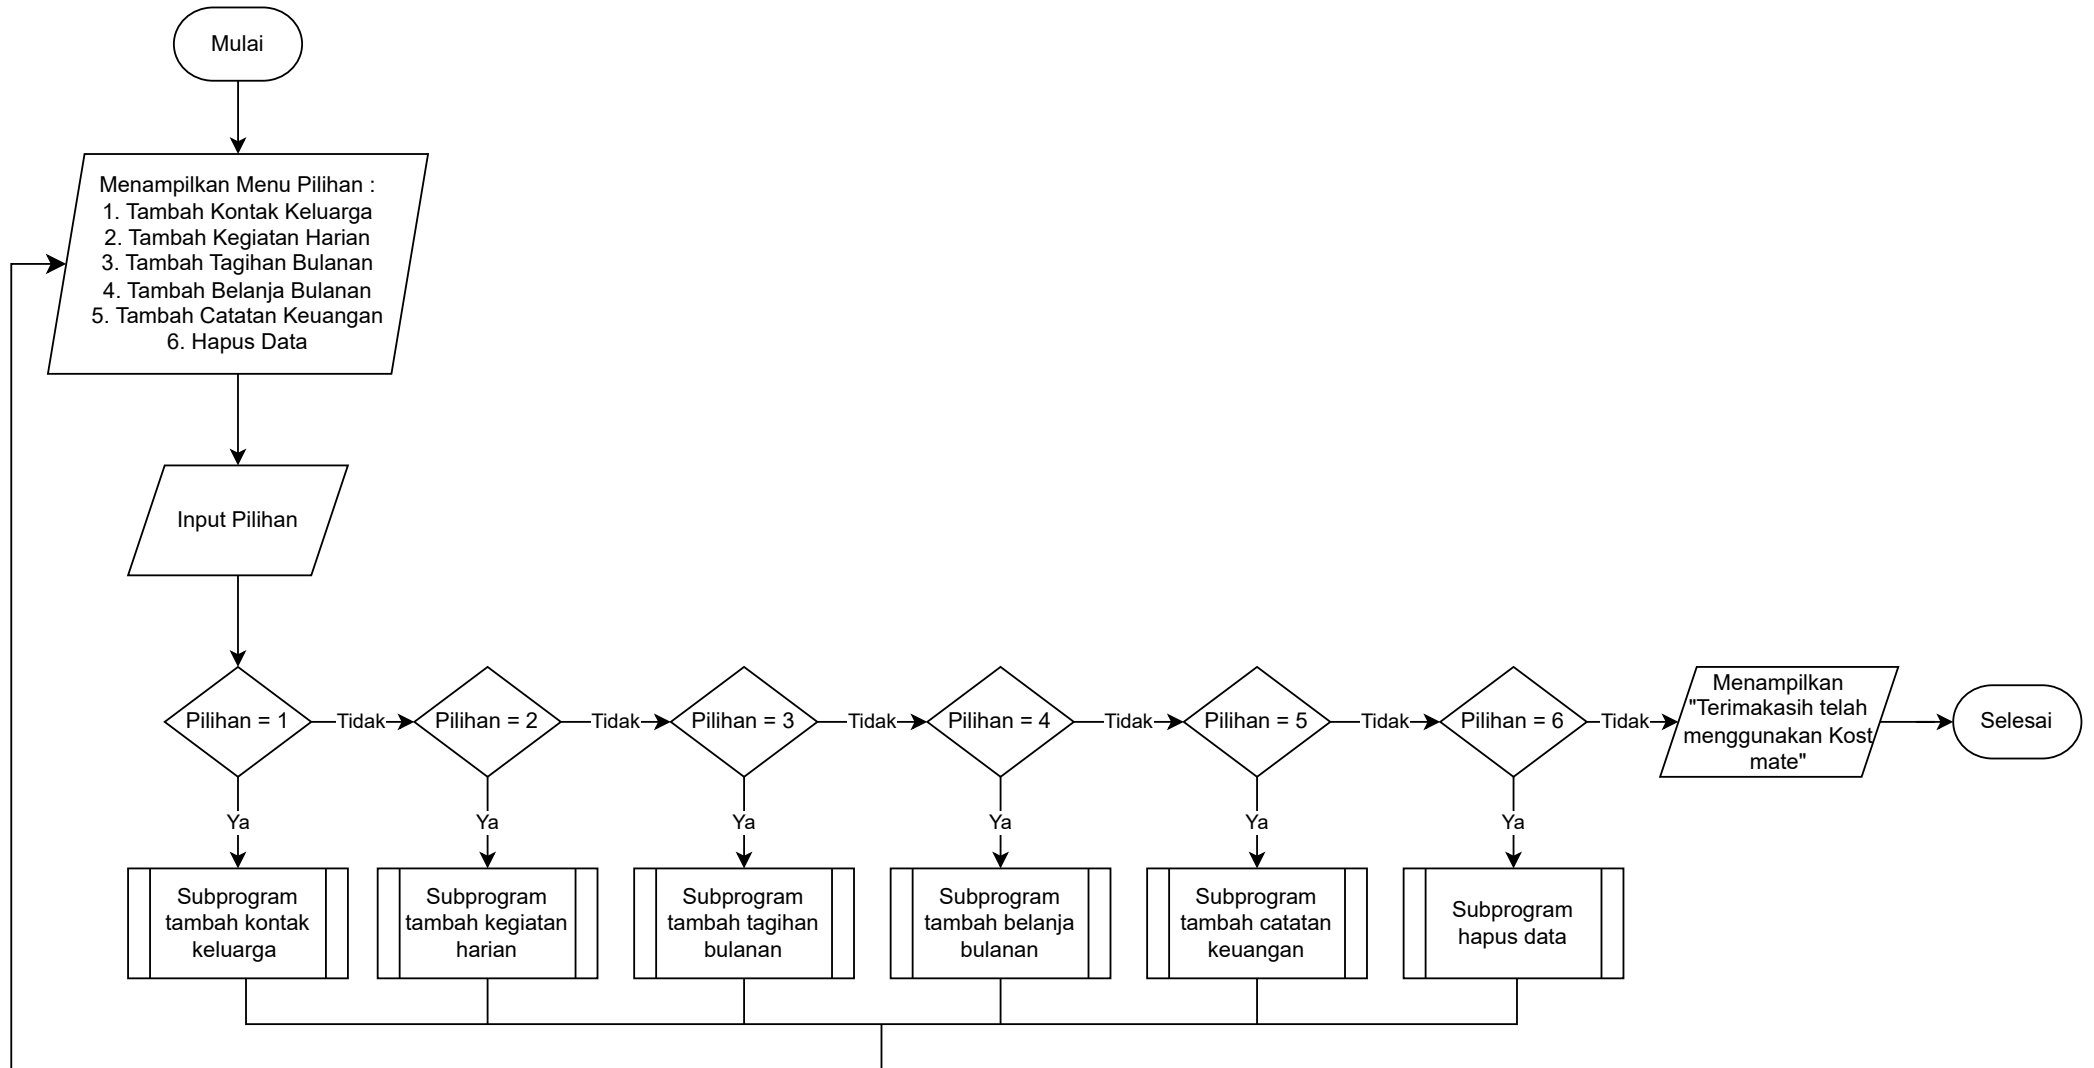 Mulai
Menampilkan Menu Pilihan :
1. Tambah Kontak Keluarga
2. Tambah Kegiatan Harian
3. Tambah Tagihan Bulanan
4. Tambah Belanja Bulanan
5. Tambah Catatan Keuangan
6. Hapus Data
Input Pilihan
Pilihan = 1
Tidak
Pilihan = 2
Tidak
Pilihan = 3
Tidak
Pilihan = 4
Tidak
Pilihan = 5
Tidak
Pilihan = 6
Tidak
Menampilkan
"Terimakasih telah
menggunakan Kost
mate"
Selesai
Ya
Ya
Ya
Ya
Ya
Ya
Subprogram
tambah kontak
keluarga
Subprogram
tambah kegiatan
harian
Subprogram
tambah tagihan
bulanan
Subprogram
tambah belanja
bulanan
Subprogram
tambah catatan
keuangan
Subprogram
hapus data